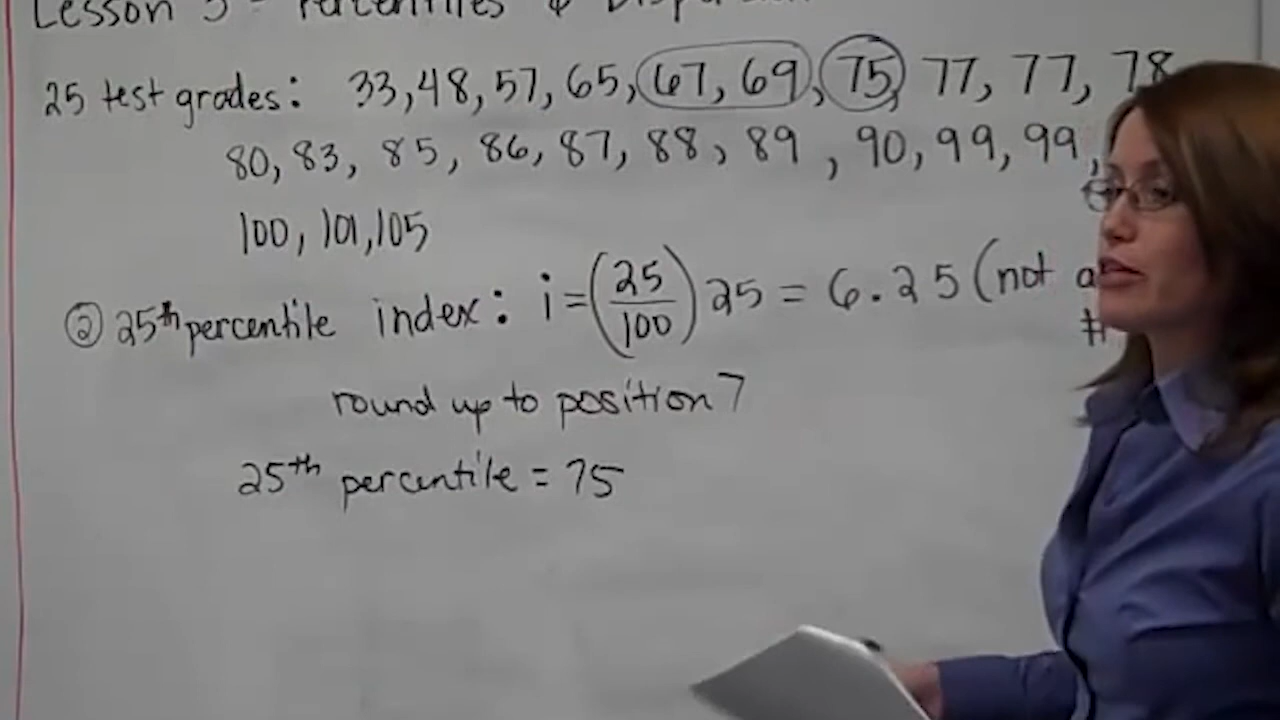 Lesson 3 - Percentiles &
25 test grades: 33, 48, 57, 65, 67, 69, 75, 77, 77, 78
80, 83, 85, 86, 87, 88, 89, 90, 99, 99,
100, 101, 105
② 25th percentile index: i = (25/100) 25 = 6.25 (not a
#
round up to position 7
25th percentile = 75